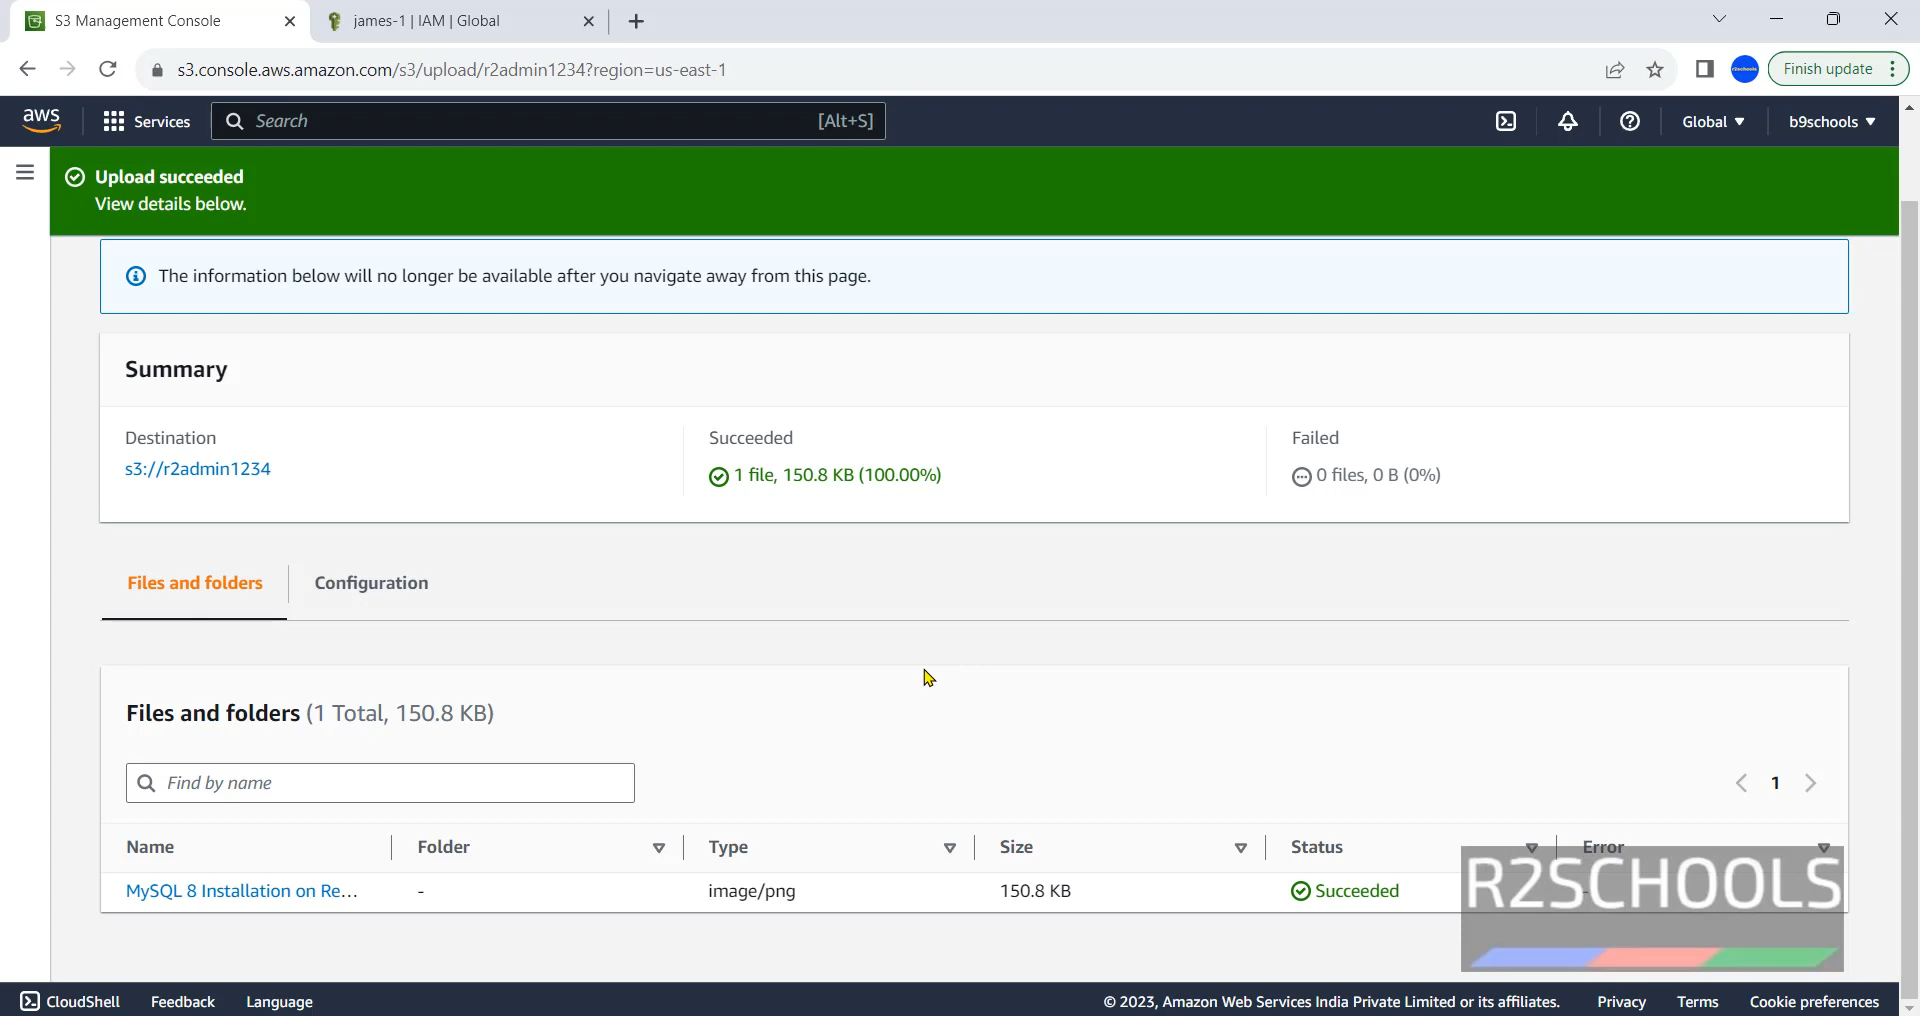 S3 Management Console
james-1 | IAM | Global
s3.console.aws.amazon.com/s3/upload/r2admin1234?region=us-east-1
Finish update
aws
Services
Search
[Alt+S]
Global
b9schools
Upload succeeded
View details below.
The information below will no longer be available after you navigate away from this page.
Summary
Destination
Succeeded
Failed
s3://r2admin1234
1 file, 150.8 KB (100.00%)
0 files, 0 B (0%)
Files and folders
Configuration
Files and folders (1 Total, 150.8 KB)
Find by name
1
Name
Folder
Type
Size
Status
Error
MySQL 8 Installation on Re...
-
image/png
150.8 KB
Succeeded
-
R2SCHOOLS
CloudShell
Feedback
Language
© 2023, Amazon Web Services India Private Limited or its affiliates.
Privacy
Terms
Cookie preferences